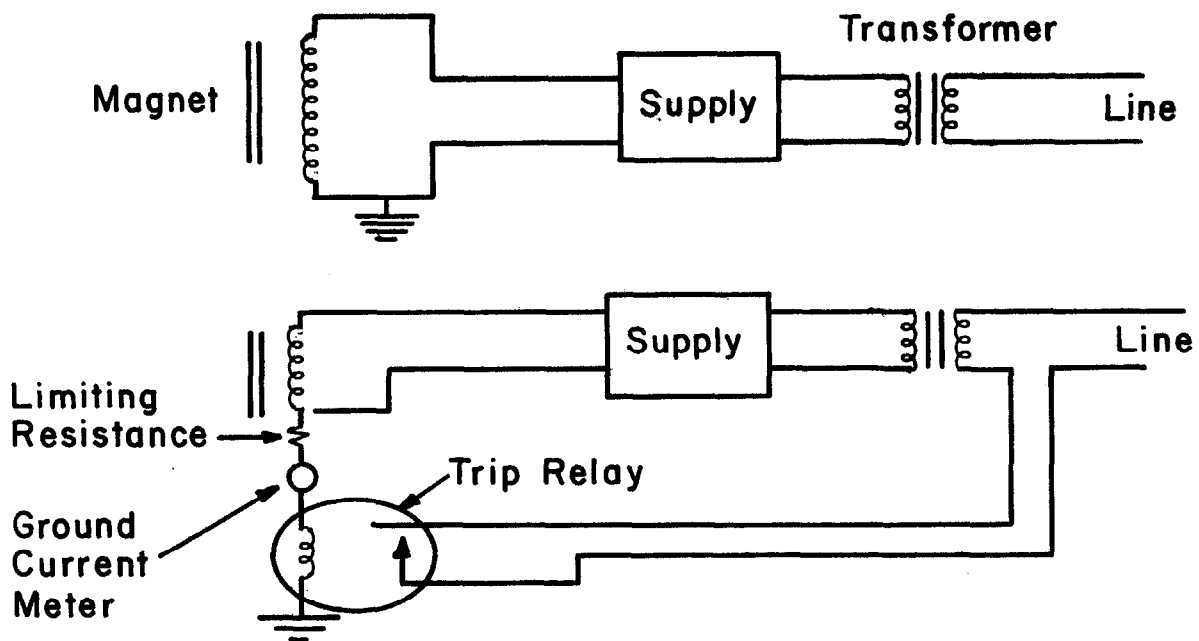 Transformer
Magnet
Supply
Line
Supply
Line
Limiting
Resistance
Trip Relay
Ground
Current
Meter